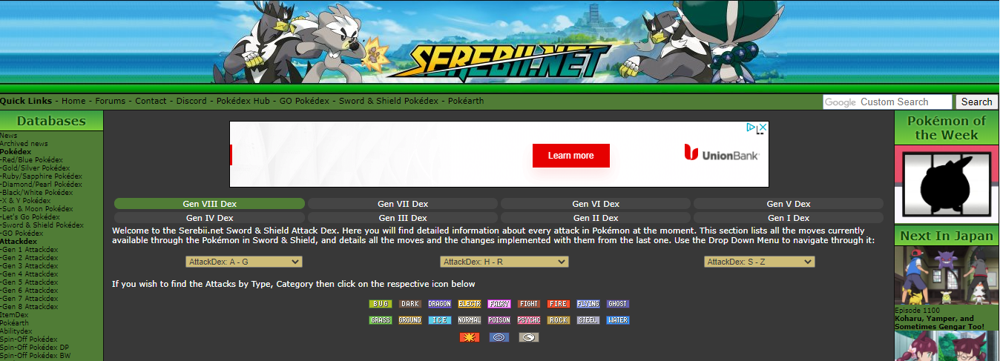 SEREBII.NET
Quick Links - Home - Forums - Contact - Discord - Pokédex Hub - GO Pokédex - Sword & Shield Pokédex - Pokéarth
Google Custom Search
Search
Databases
News
Archived news
Pokédex
-Red/Blue Pokédex
-Gold/Silver Pokédex
-Ruby/Sapphire Pokédex
-Diamond/Pearl Pokédex
-Black/White Pokédex
-X & Y Pokédex
-Sun & Moon Pokédex
-Let's Go Pokédex
-Sword & Shield Pokédex
-GO Pokédex
Attackdex
-Gen 1 Attackdex
-Gen 2 Attackdex
-Gen 3 Attackdex
-Gen 4 Attackdex
-Gen 5 Attackdex
-Gen 6 Attackdex
-Gen 7 Attackdex
-Gen 8 Attackdex
ItemDex
Pokéarth
Abilitydex
Spin-Off Pokédex
Spin-Off Pokédex DP
Spin-Off Pokédex BW
Learn more
UnionBank
Gen VIII Dex
Gen VII Dex
Gen VI Dex
Gen V Dex
Gen IV Dex
Gen III Dex
Gen II Dex
Gen I Dex
Welcome to the Serebii.net Sword & Shield Attack Dex. Here you will find detailed information about every attack in Pokémon at the moment. This section lists all the moves currently
available through the Pokémon in Sword & Shield, and details all the moves and the changes implemented with them from the last one. Use the Drop Down Menu to navigate through it:
AttackDex: A - G
AttackDex: H - R
AttackDex: S - Z
If you wish to find the Attacks by Type, Category then click on the respective icon below
BUG DARK DRAGON ELECTR FAIRY FIGHT FIRE FLYING GHOST
GRASS GROUND ICE NORMAL POISON PSYCHC ROCK STEEL WATER
Pokémon of
the Week
Next In Japan
Episode 1100
Koharu, Yamper, and
Sometimes Gengar Too!